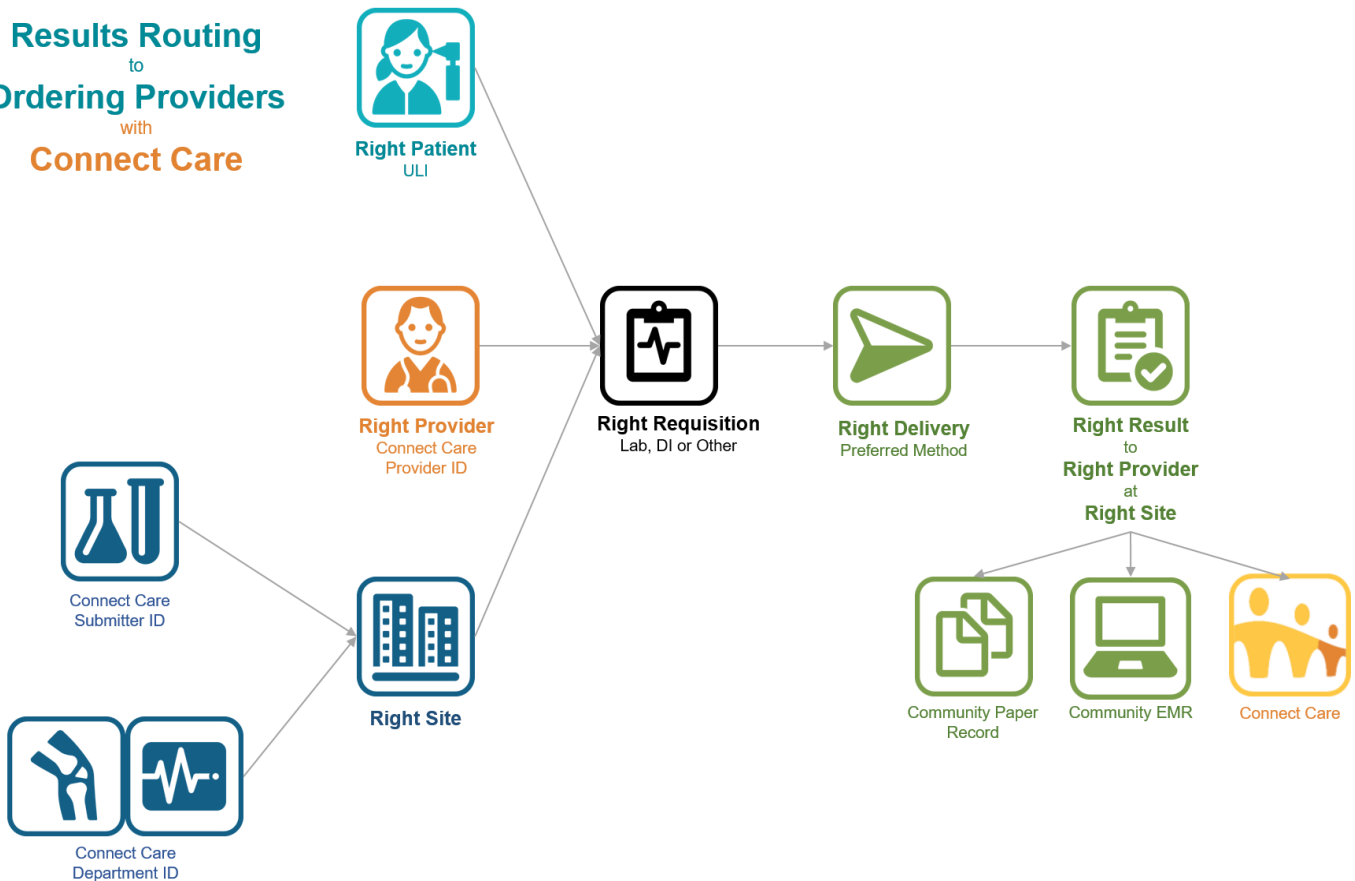 Results Routing
to
Ordering Providers
with
Connect Care
Right Patient
ULI
Right Provider
Connect Care
Provider ID
Right Requisition
Lab, DI or Other
Right Delivery
Preferred Method
Right Result
to
Right Provider
at
Right Site
Connect Care
Submitter ID
Right Site
Connect Care
Department ID
Community Paper
Record
Community EMR
Connect Care